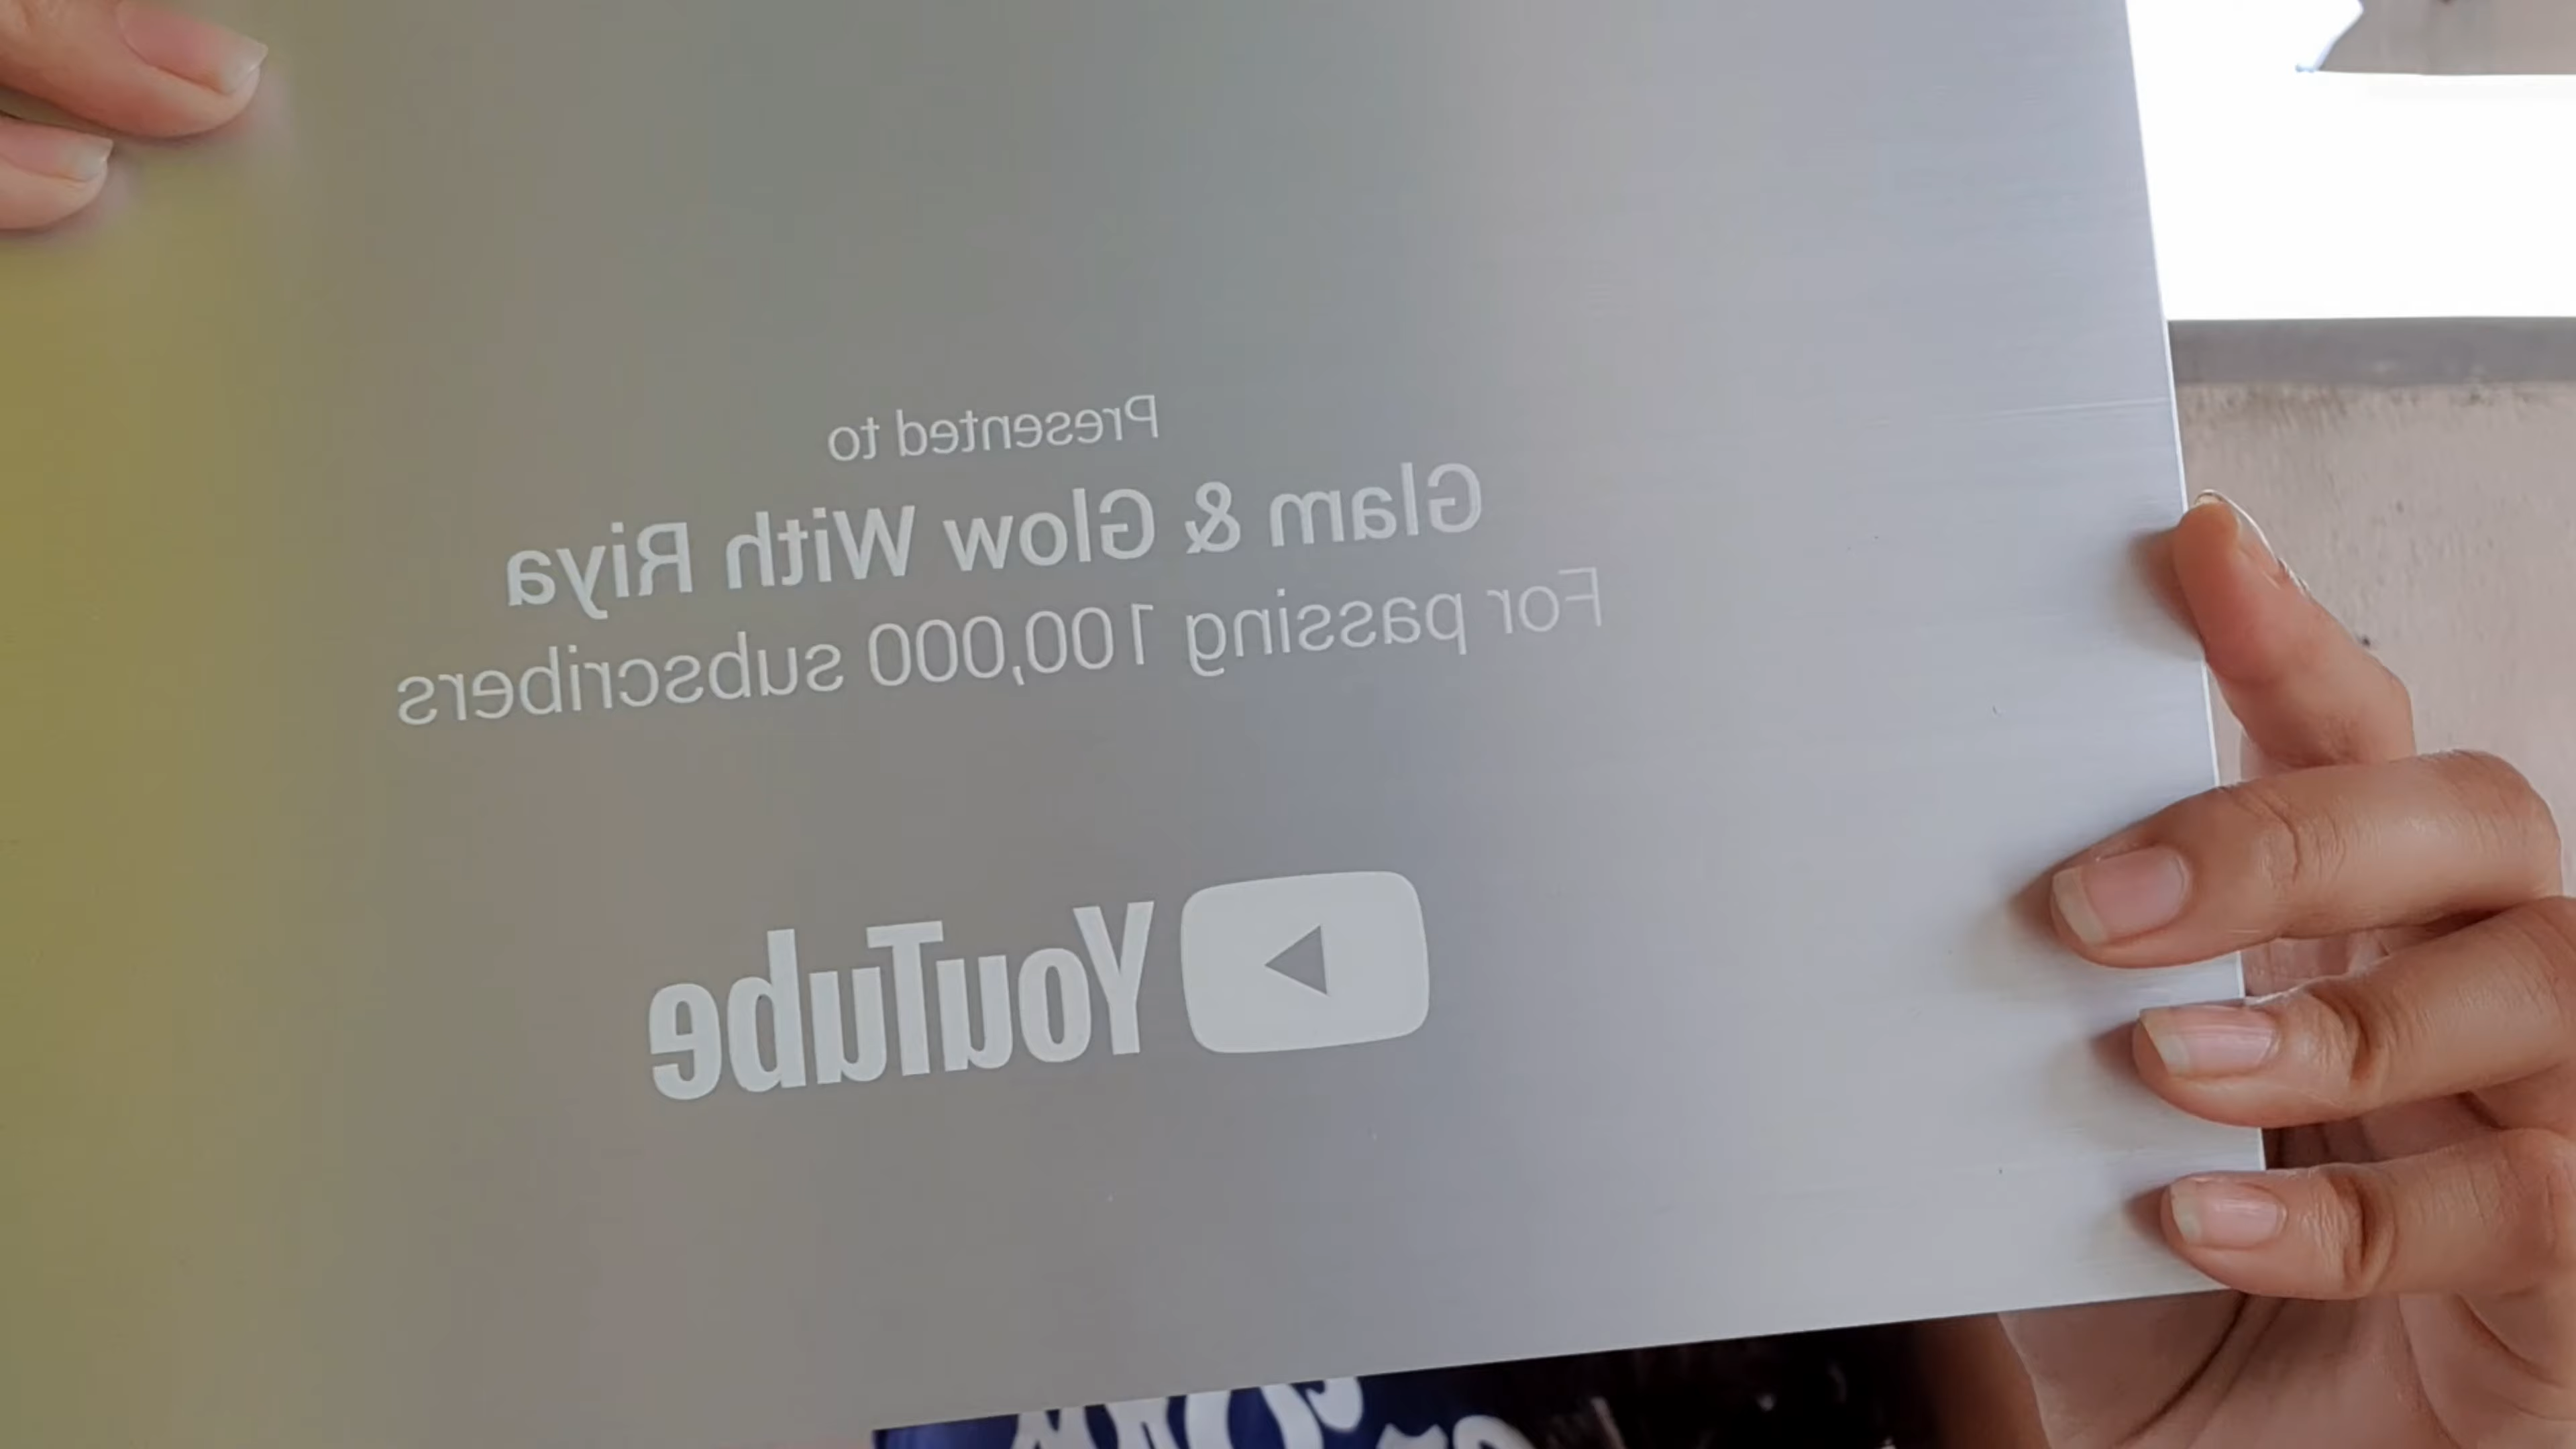 Presented to
Glam & Glow With Riya
For passing 100,000 subscribers
YouTube